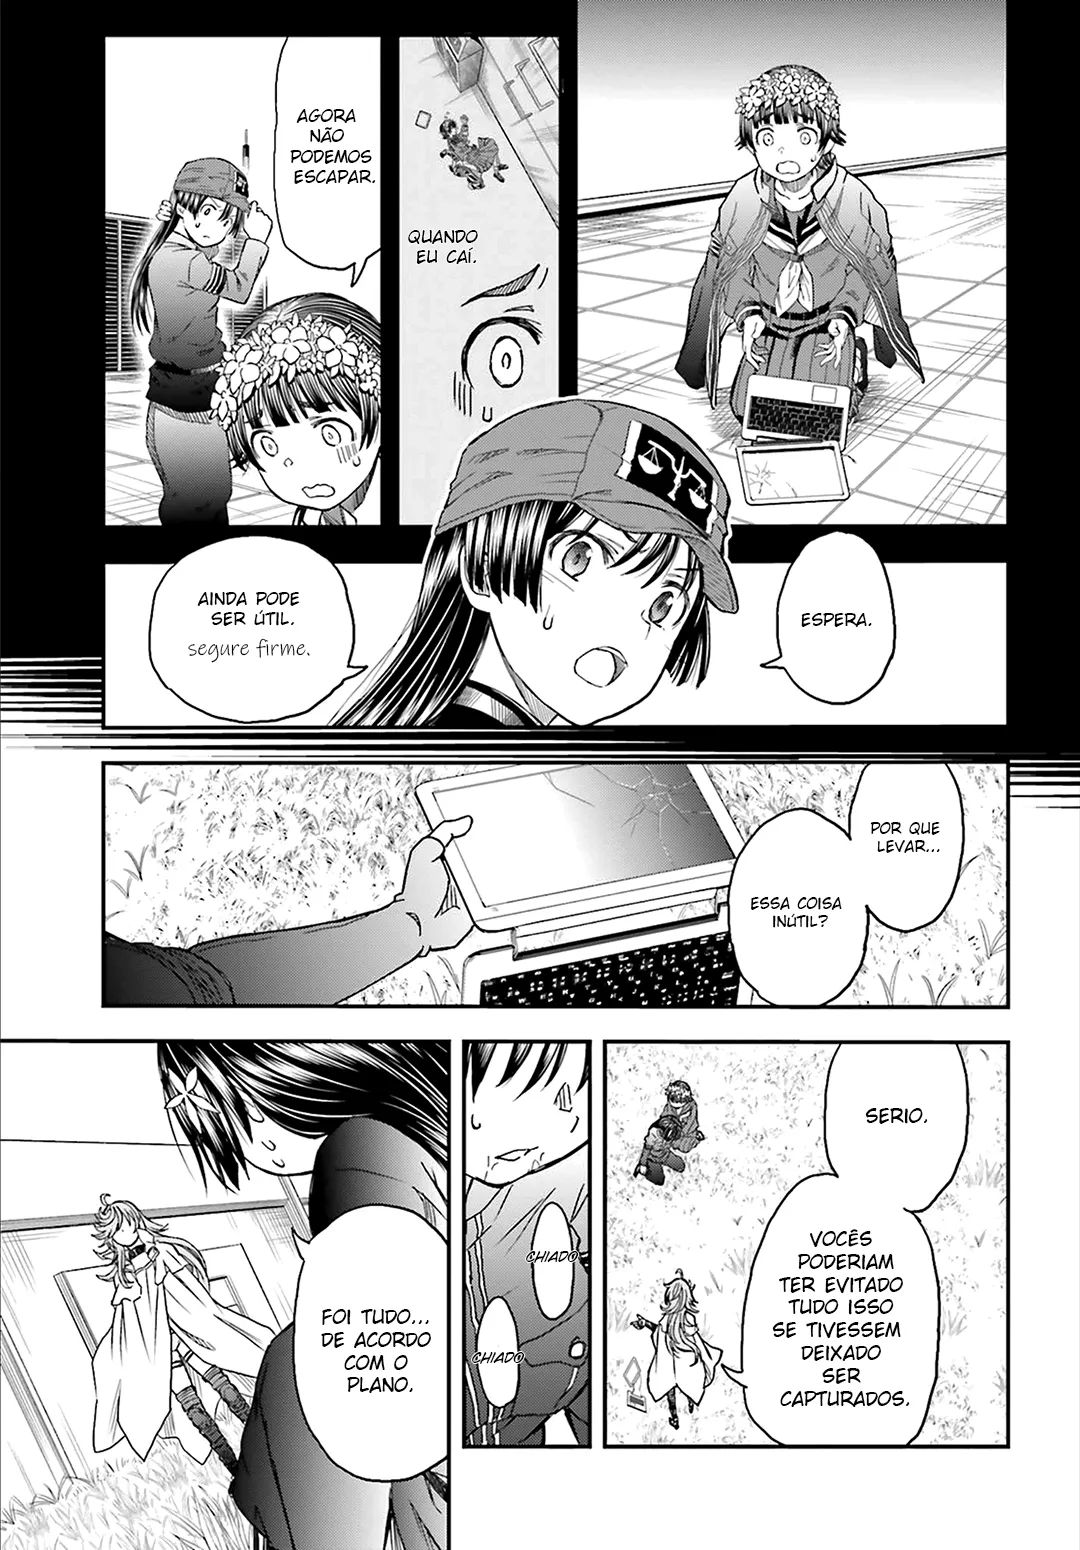 QUANDO
EU CAÍ.
AGORA
NÃO
PODEMOS
ESCAPAR.
ESPERA.
AINDA PODE
SER ÚTIL.
segure firme.
POR QUE
LEVAR...
ESSA COISA
INÚTIL?
SERIO.
VOCÊS
PODERIAM
TER EVITADO
TUDO ISSO
SE TIVESSEM
DEIXADO
SER
CAPTURADOS.
CHIADO
CHIADO
FOI TUDO...
DE ACORDO
COM O
PLANO.